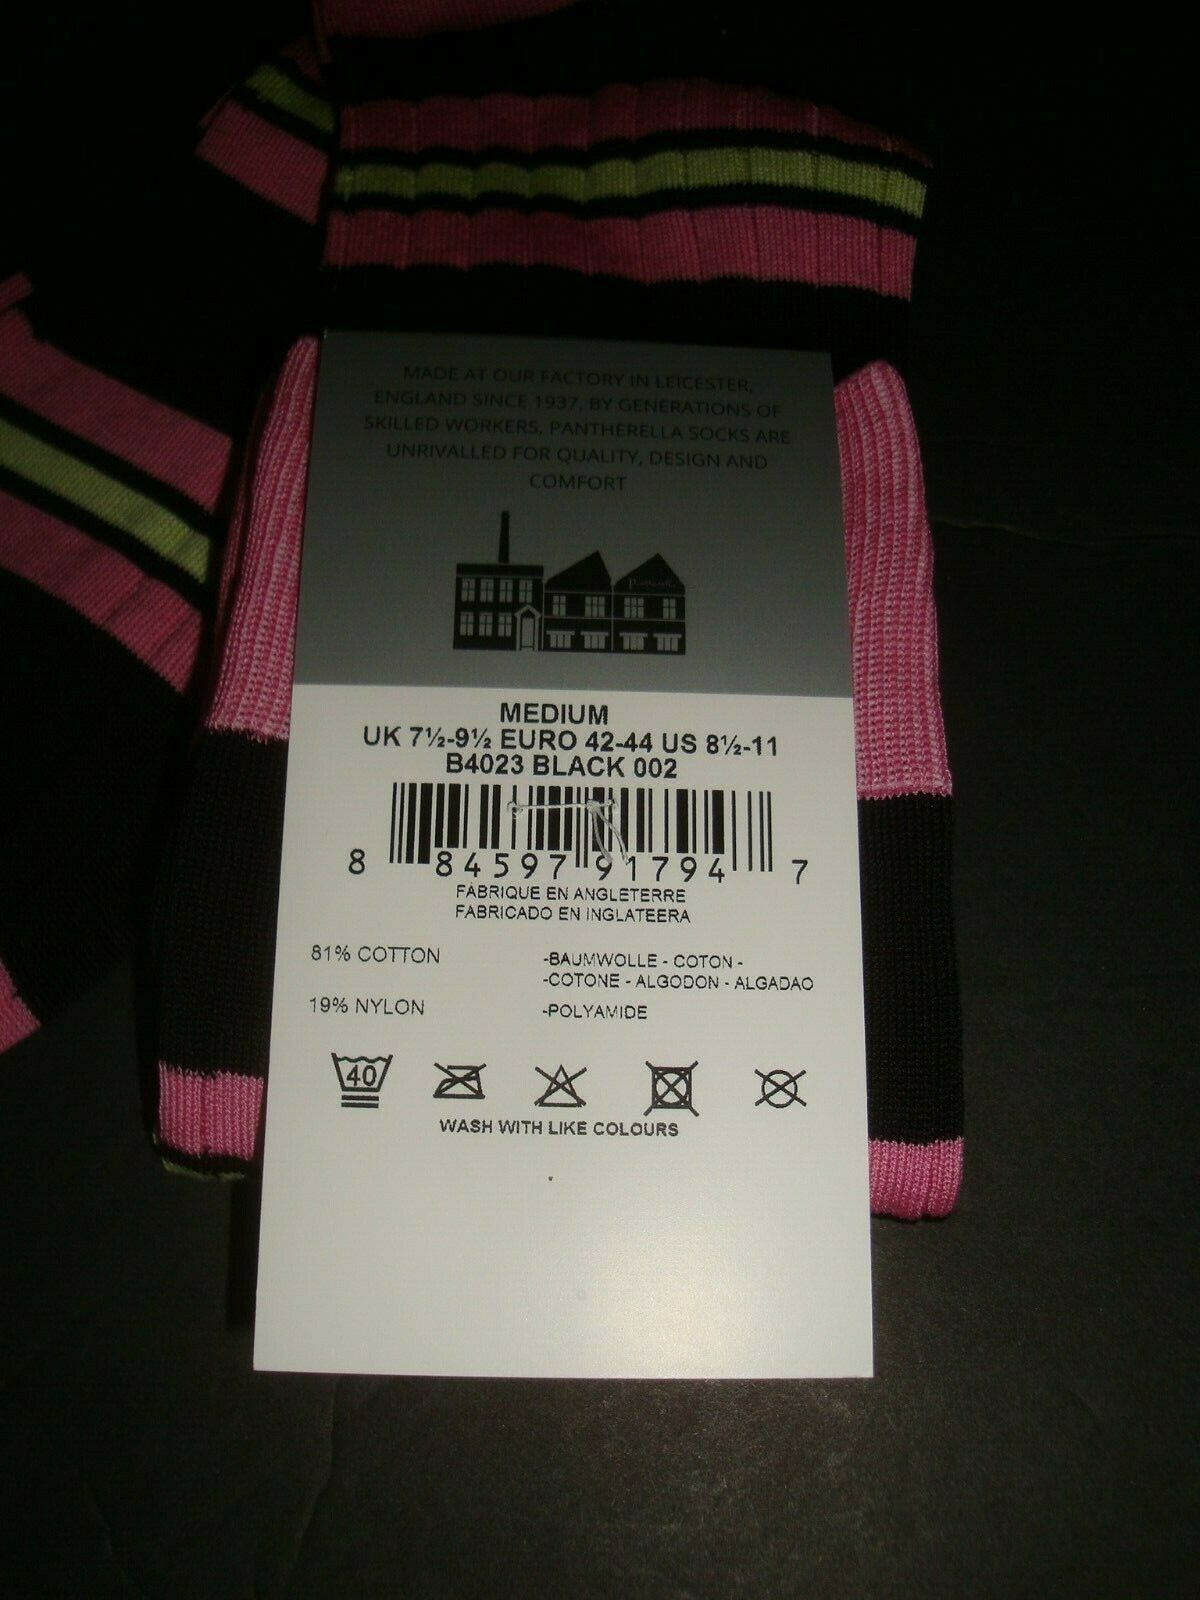 MADE AT OUR FACTORY IN LEICESTER,
ENGLAND SINCE 1937, BY GENERATIONS OF
SKILLED WORKERS, PANTHERELLA SOCKS ARE
UNRIVALLED FOR QUALITY, DESIGN AND
COMFORT
Pantherella
MEDIUM
UK 7½-9½ EURO 42-44 US 8½-11
B4023 BLACK 002
8 84597 91794 7
FABRIQUE EN ANGLETERRE
FABRICADO EN INGLATEERA
81% COTTON -BAUMWOLLE - COTON -
-COTONE - ALGODON - ALGADAO
19% NYLON -POLYAMIDE
40
WASH WITH LIKE COLOURS